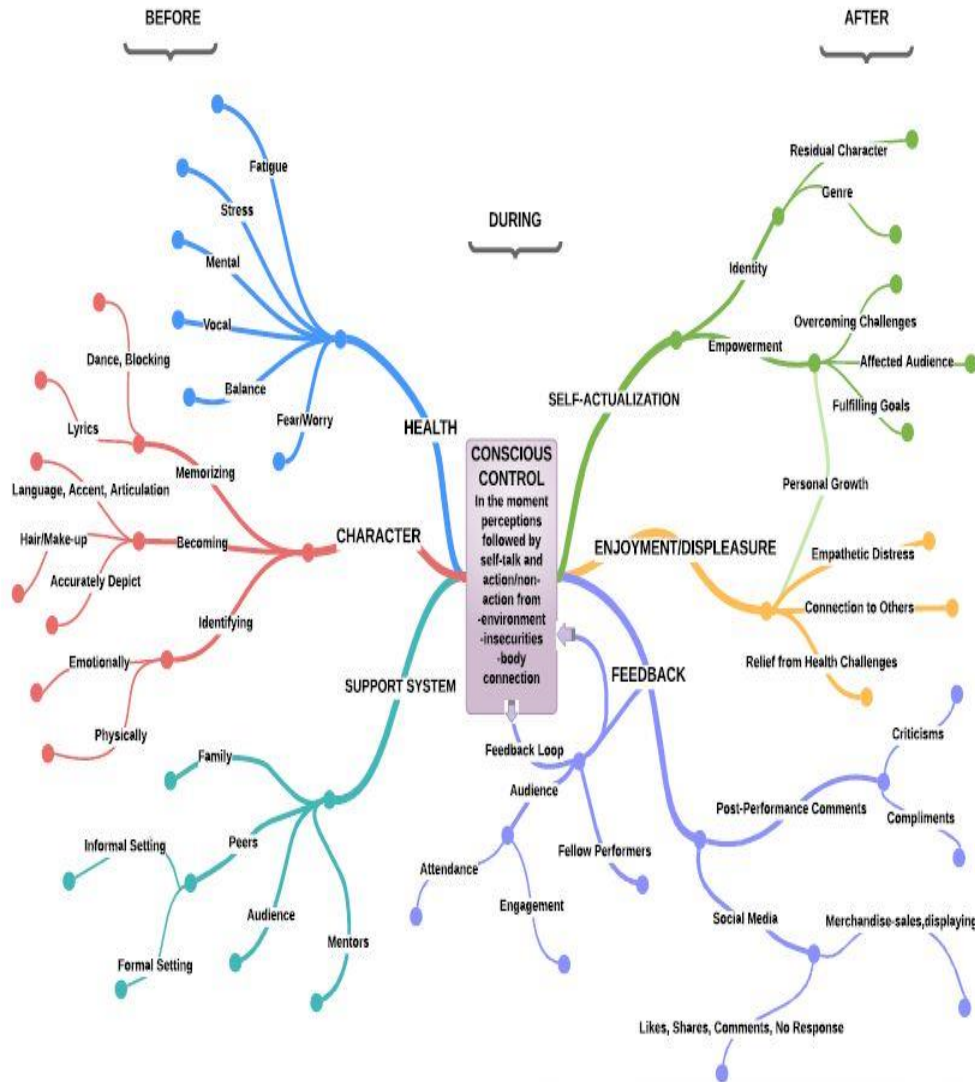 BEFORE
AFTER
DURING
Fatigue
Stress
Mental
Vocal
Balance
Fear/Worry
HEALTH
Dance, Blocking
Lyrics
Memorizing
Language, Accent, Articulation
Hair/Make-up
Becoming
Accurately Depict
Identifying
Emotionally
Physically
CHARACTER
SUPPORT SYSTEM
Family
Peers
Informal Setting
Formal Setting
Audience
Mentors
CONSCIOUS
CONTROL
In the moment
perceptions
followed by
self-talk and
action/non-
action from
-environment
-insecurities
-body
connection
Residual Character
Genre
Identity
Empowerment
Overcoming Challenges
Affected Audience
Fulfilling Goals
SELF-ACTUALIZATION
Personal Growth
ENJOYMENT/DISPLEASURE
Empathetic Distress
Connection to Others
Relief from Health Challenges
FEEDBACK
Feedback Loop
Audience
Attendance
Engagement
Fellow Performers
Post-Performance Comments
Criticisms
Compliments
Social Media
Merchandise-sales,displaying
Likes, Shares, Comments, No Response